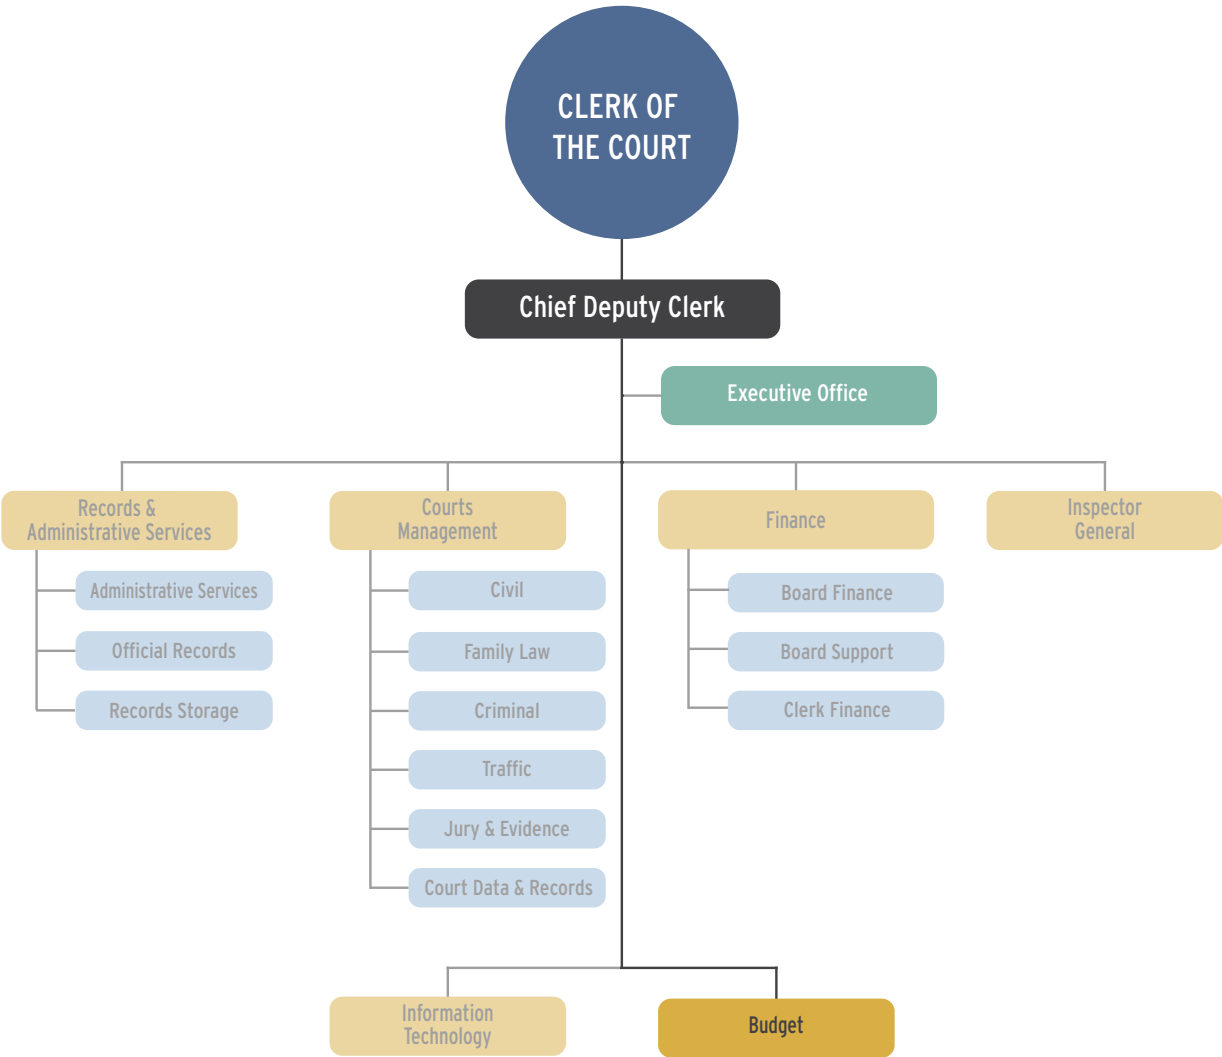 CLERK OF
THE COURT
Chief Deputy Clerk
Executive Office
Records &
Administrative Services
Administrative Services
Official Records
Records Storage
Courts
Management
Civil
Family Law
Criminal
Traffic
Jury & Evidence
Court Data & Records
Finance
Board Finance
Board Support
Clerk Finance
Inspector
General
Information
Technology
Budget